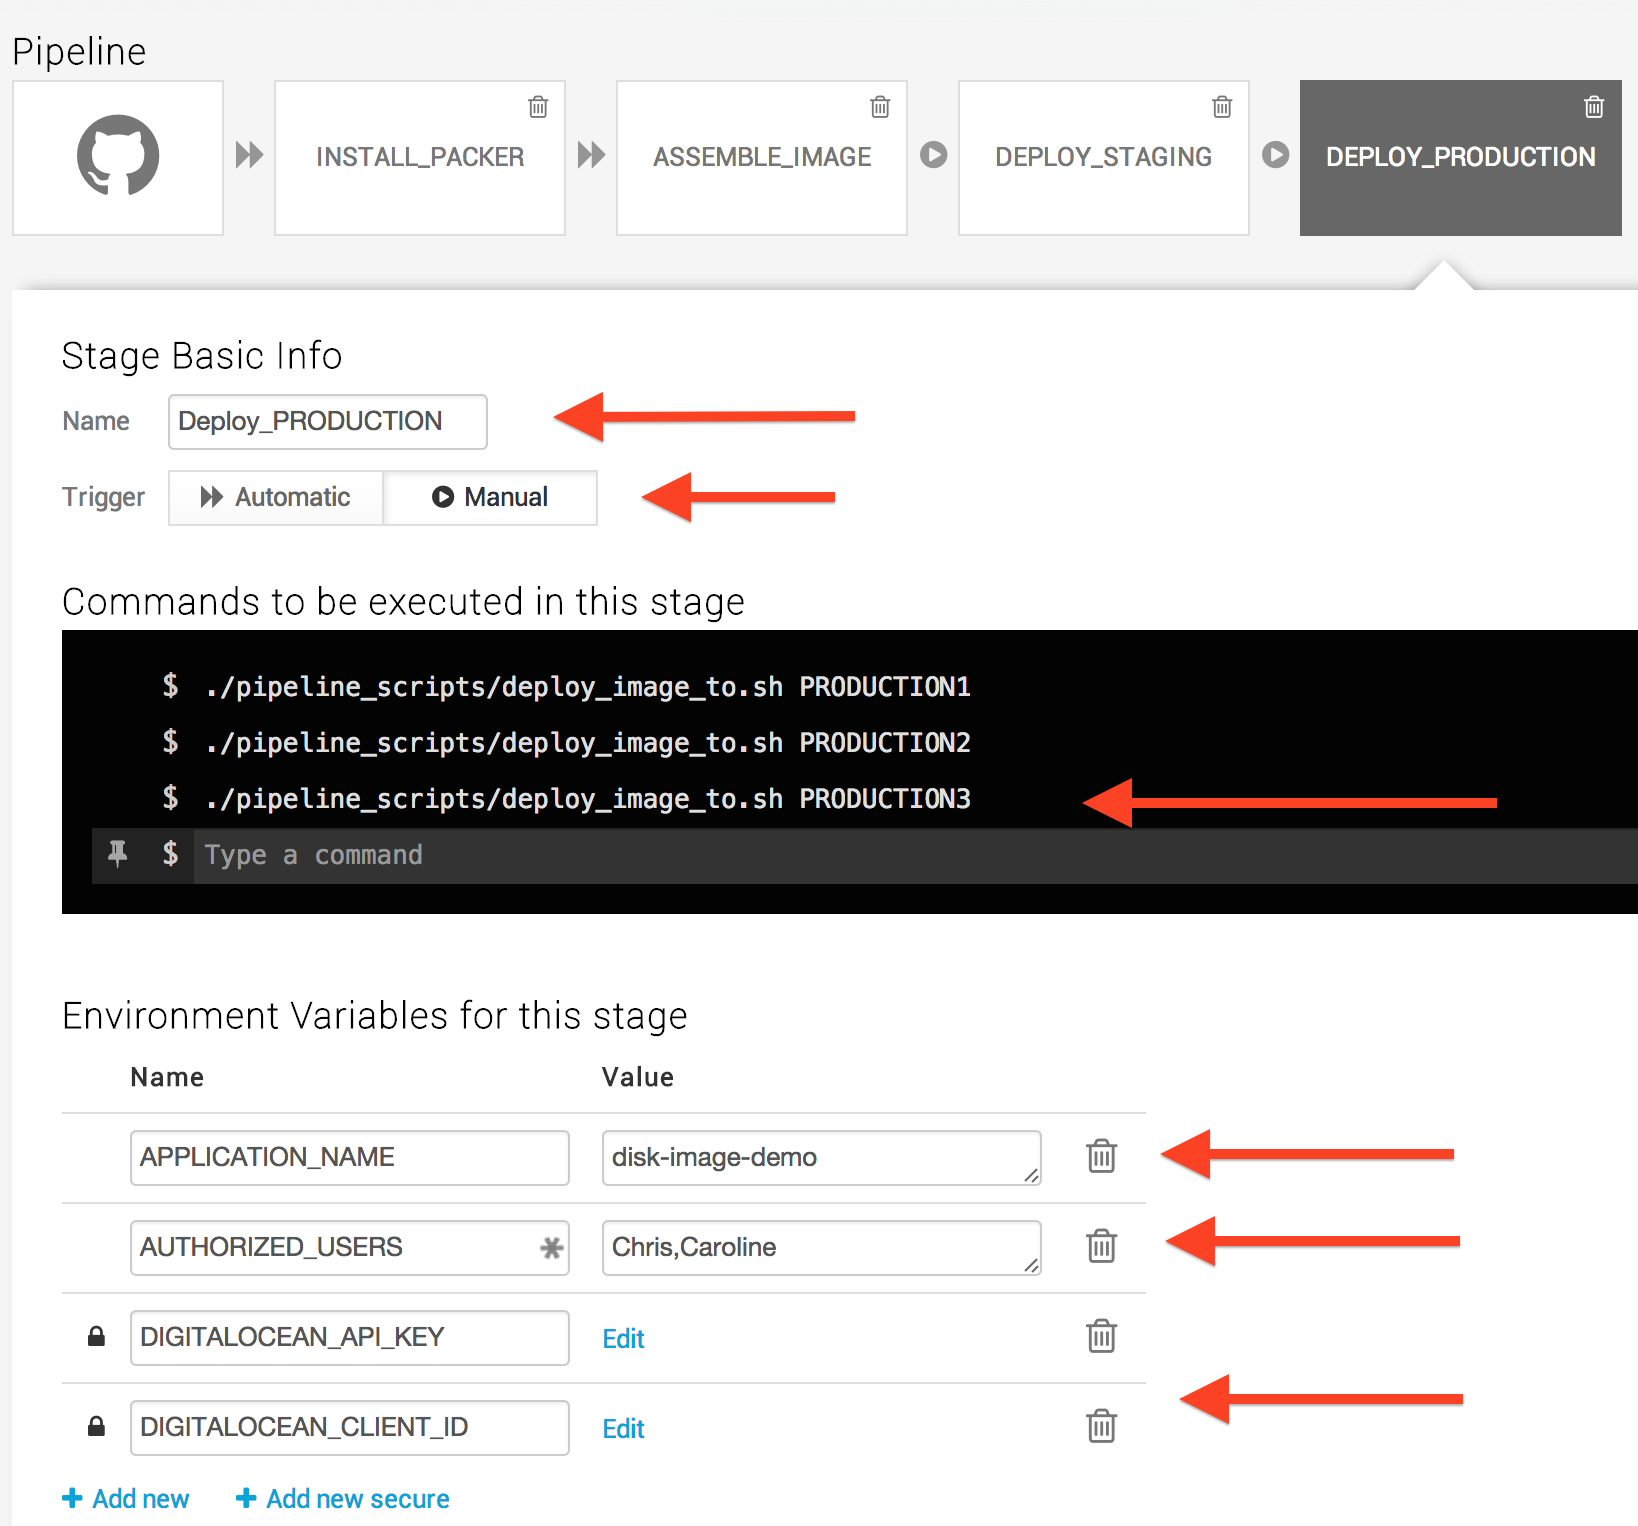 Pipeline
INSTALL_PACKER
ASSEMBLE_IMAGE
DEPLOY_STAGING
DEPLOY_PRODUCTION
Stage Basic Info
Name Deploy_PRODUCTION
Trigger Automatic Manual
Commands to be executed in this stage
$ ./pipeline_scripts/deploy_image_to.sh PRODUCTION1
$ ./pipeline_scripts/deploy_image_to.sh PRODUCTION2
$ ./pipeline_scripts/deploy_image_to.sh PRODUCTION3
$ Type a command
Environment Variables for this stage
Name Value
APPLICATION_NAME disk-image-demo
AUTHORIZED_USERS Chris,Caroline
DIGITALOCEAN_API_KEY Edit
DIGITALOCEAN_CLIENT_ID Edit
+ Add new + Add new secure